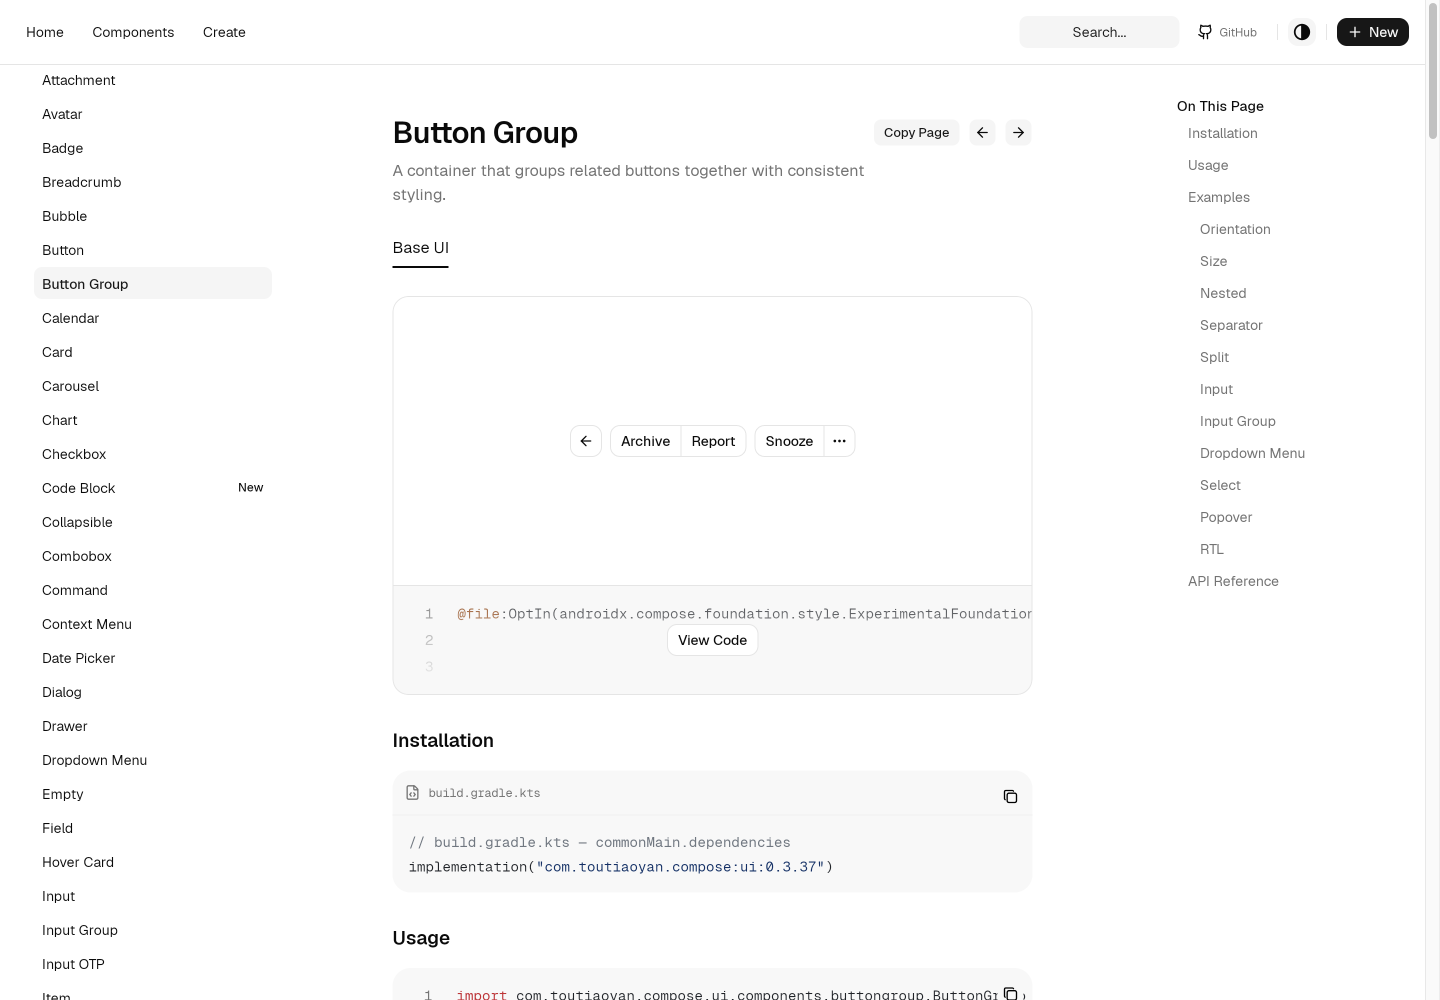 Home
Components
Create
Search...
GitHub
New
Attachment
Avatar
Badge
Breadcrumb
Bubble
Button
Button Group
Calendar
Card
Carousel
Chart
Checkbox
Code Block
New
Collapsible
Combobox
Command
Context Menu
Date Picker
Dialog
Drawer
Dropdown Menu
Empty
Field
Hover Card
Input
Input Group
Input OTP
Item
Button Group
Copy Page
A container that groups related buttons together with consistent
styling.
Base UI
Archive
Report
Snooze
1 @file:OptIn(androidx.compose.foundation.style.ExperimentalFoundation
2
3
View Code
Installation
build.gradle.kts
// build.gradle.kts — commonMain.dependencies
implementation("com.toutiaoyan.compose:ui:0.3.37")
Usage
1 import com.toutiaoyan.compose.ui.components.buttongroup.ButtonGr
On This Page
Installation
Usage
Examples
Orientation
Size
Nested
Separator
Split
Input
Input Group
Dropdown Menu
Select
Popover
RTL
API Reference